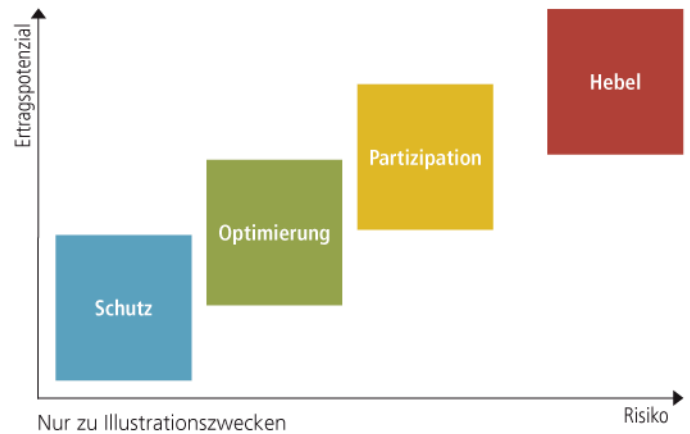 Ertragspotenzial
Hebel
Partizipation
Optimierung
Schutz
Risiko
Nur zu Illustrationszwecken